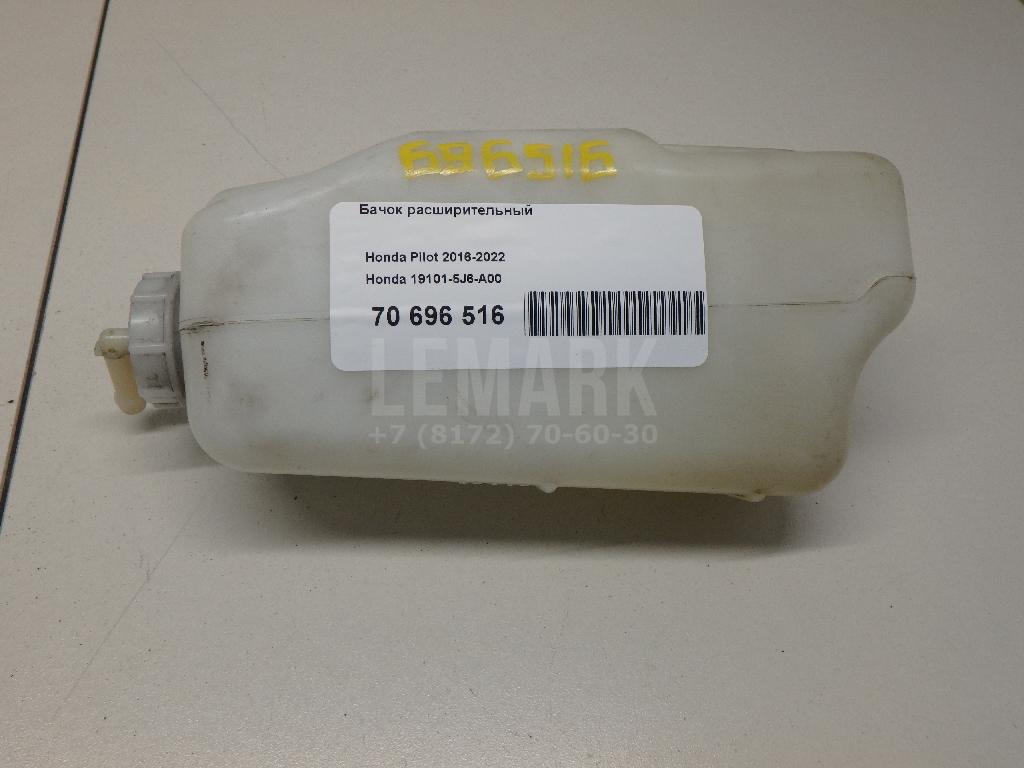 696516
Бачок расширительный
Honda Pilot 2016-2022
Honda 19101-5J6-A00
70 696 516
LEMARK
+7 (8172) 70-60-30